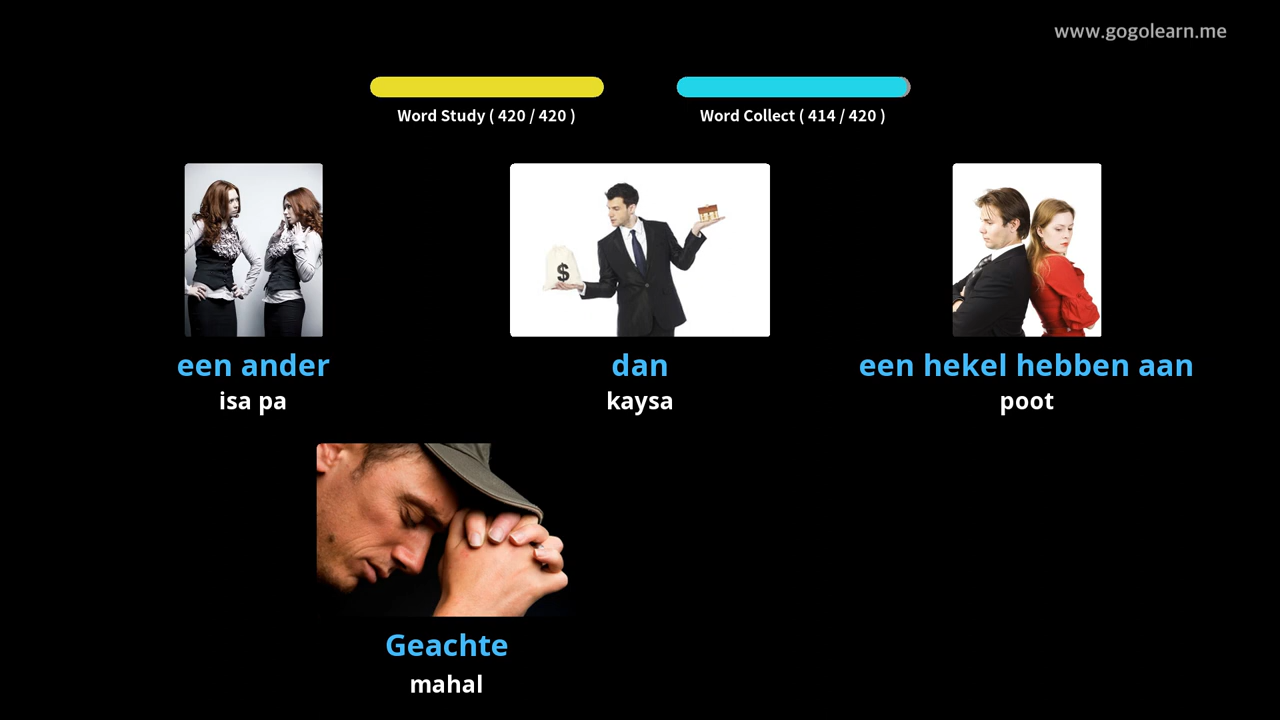 www.gogolearn.me
Word Study ( 420 / 420 )
Word Collect ( 414 / 420 )
$
een ander
dan
een hekel hebben aan
isa pa
kaysa
poot
Geachte
mahal